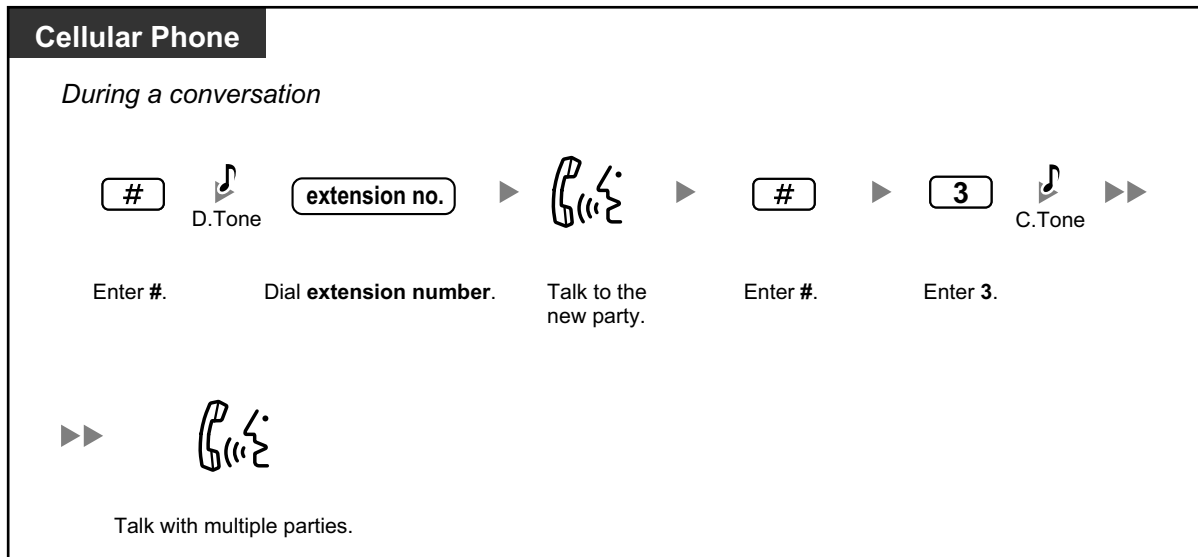 Cellular Phone
During a conversation
# extension no. # 3
D.Tone C.Tone
Enter #. Dial extension number. Talk to the new party. Enter #. Enter 3.
Talk with multiple parties.